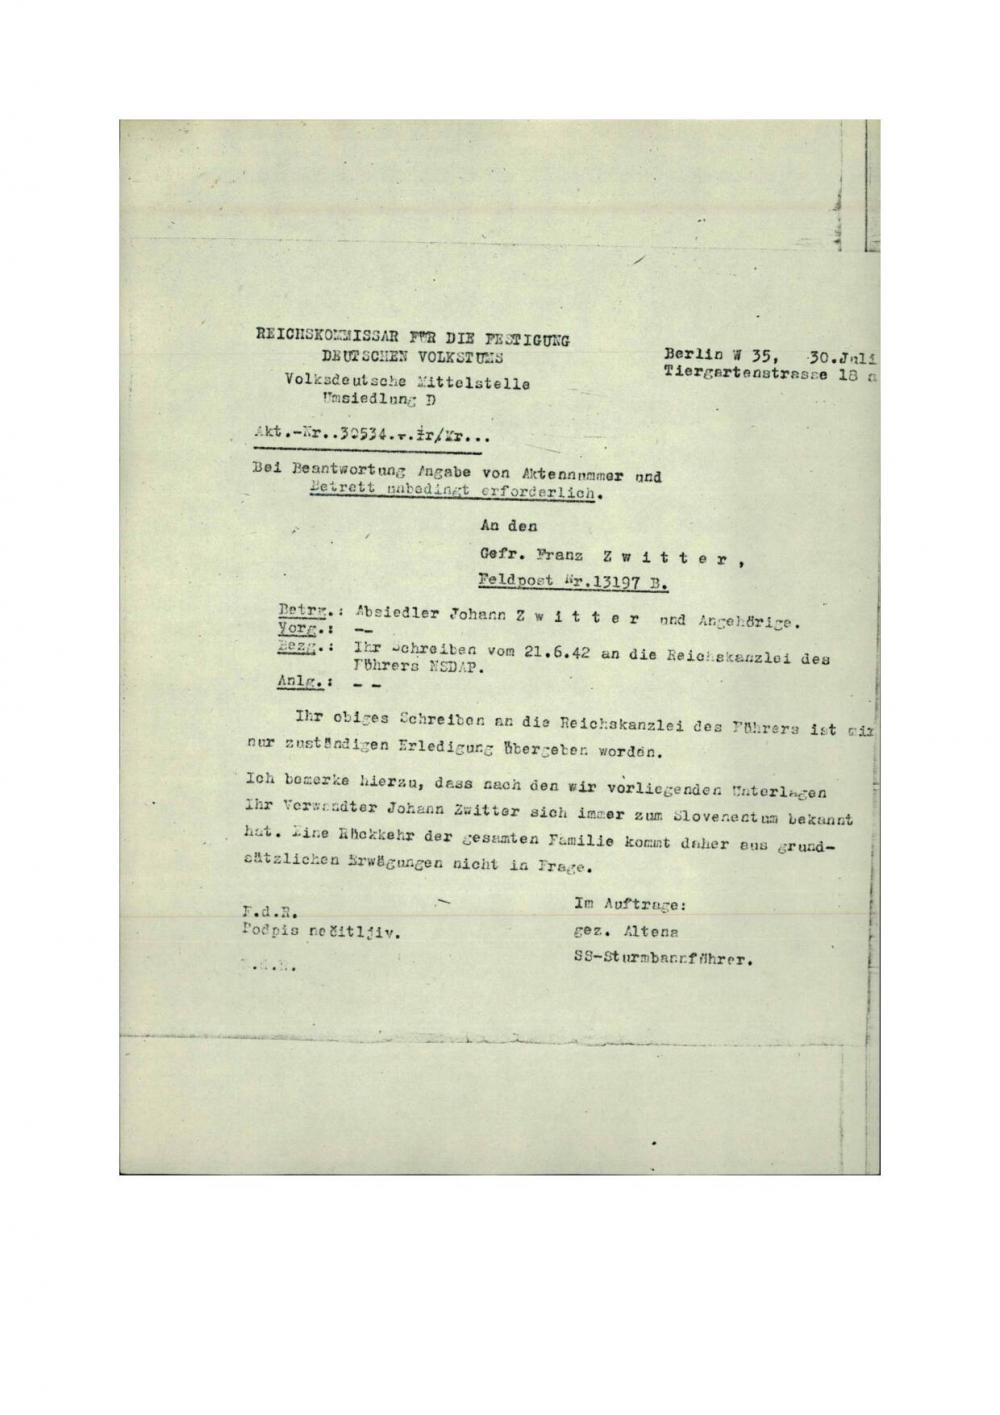 REICHSKOMMISSAR FÜR DIE FESTIGUNG
DEUTSCHEN VOLKSTUMS
Volksdeutsche Mittelstelle
Umsiedlung D
Berlin W 35, 30.Juli
Tiergartenstrasse 18 a
Akt.-Nr..30534.-.Zr/Kr...
Bei Beantwortung Angabe von Aktennummer und
Betreff unbedingt erforderlich.
An den
Gefr. Franz Z w i t t e r ,
Feldpost Nr.13197 B.
Betrg.: Absiedler Johann Z w i t t e r und Angehörige.
Vorg.: --
Bezg.: Ihr Schreiben vom 21.6.42 an die Reichskanzlei des
Führers NSDAP.
Anlg.: - -
Ihr obiges Schreiben an die Reichskanzlei des Führers ist mir
nur zuständigen Erledigung übergeben worden.
Ich bemerke hierzu, dass nach den wir vorliegenden Unterlagen
Ihr Verwandter Johann Zwitter sich immer zum Slovenentum bekannt
hat. Eine Rückkehr der gesamten Familie kommt daher aus grund-
sätzlichen Erwägungen nicht in Frage.
F.d.R.
Podpis nečitljiv.
Im Auftrage:
gez. Altena
SS-Sturmbannführer.